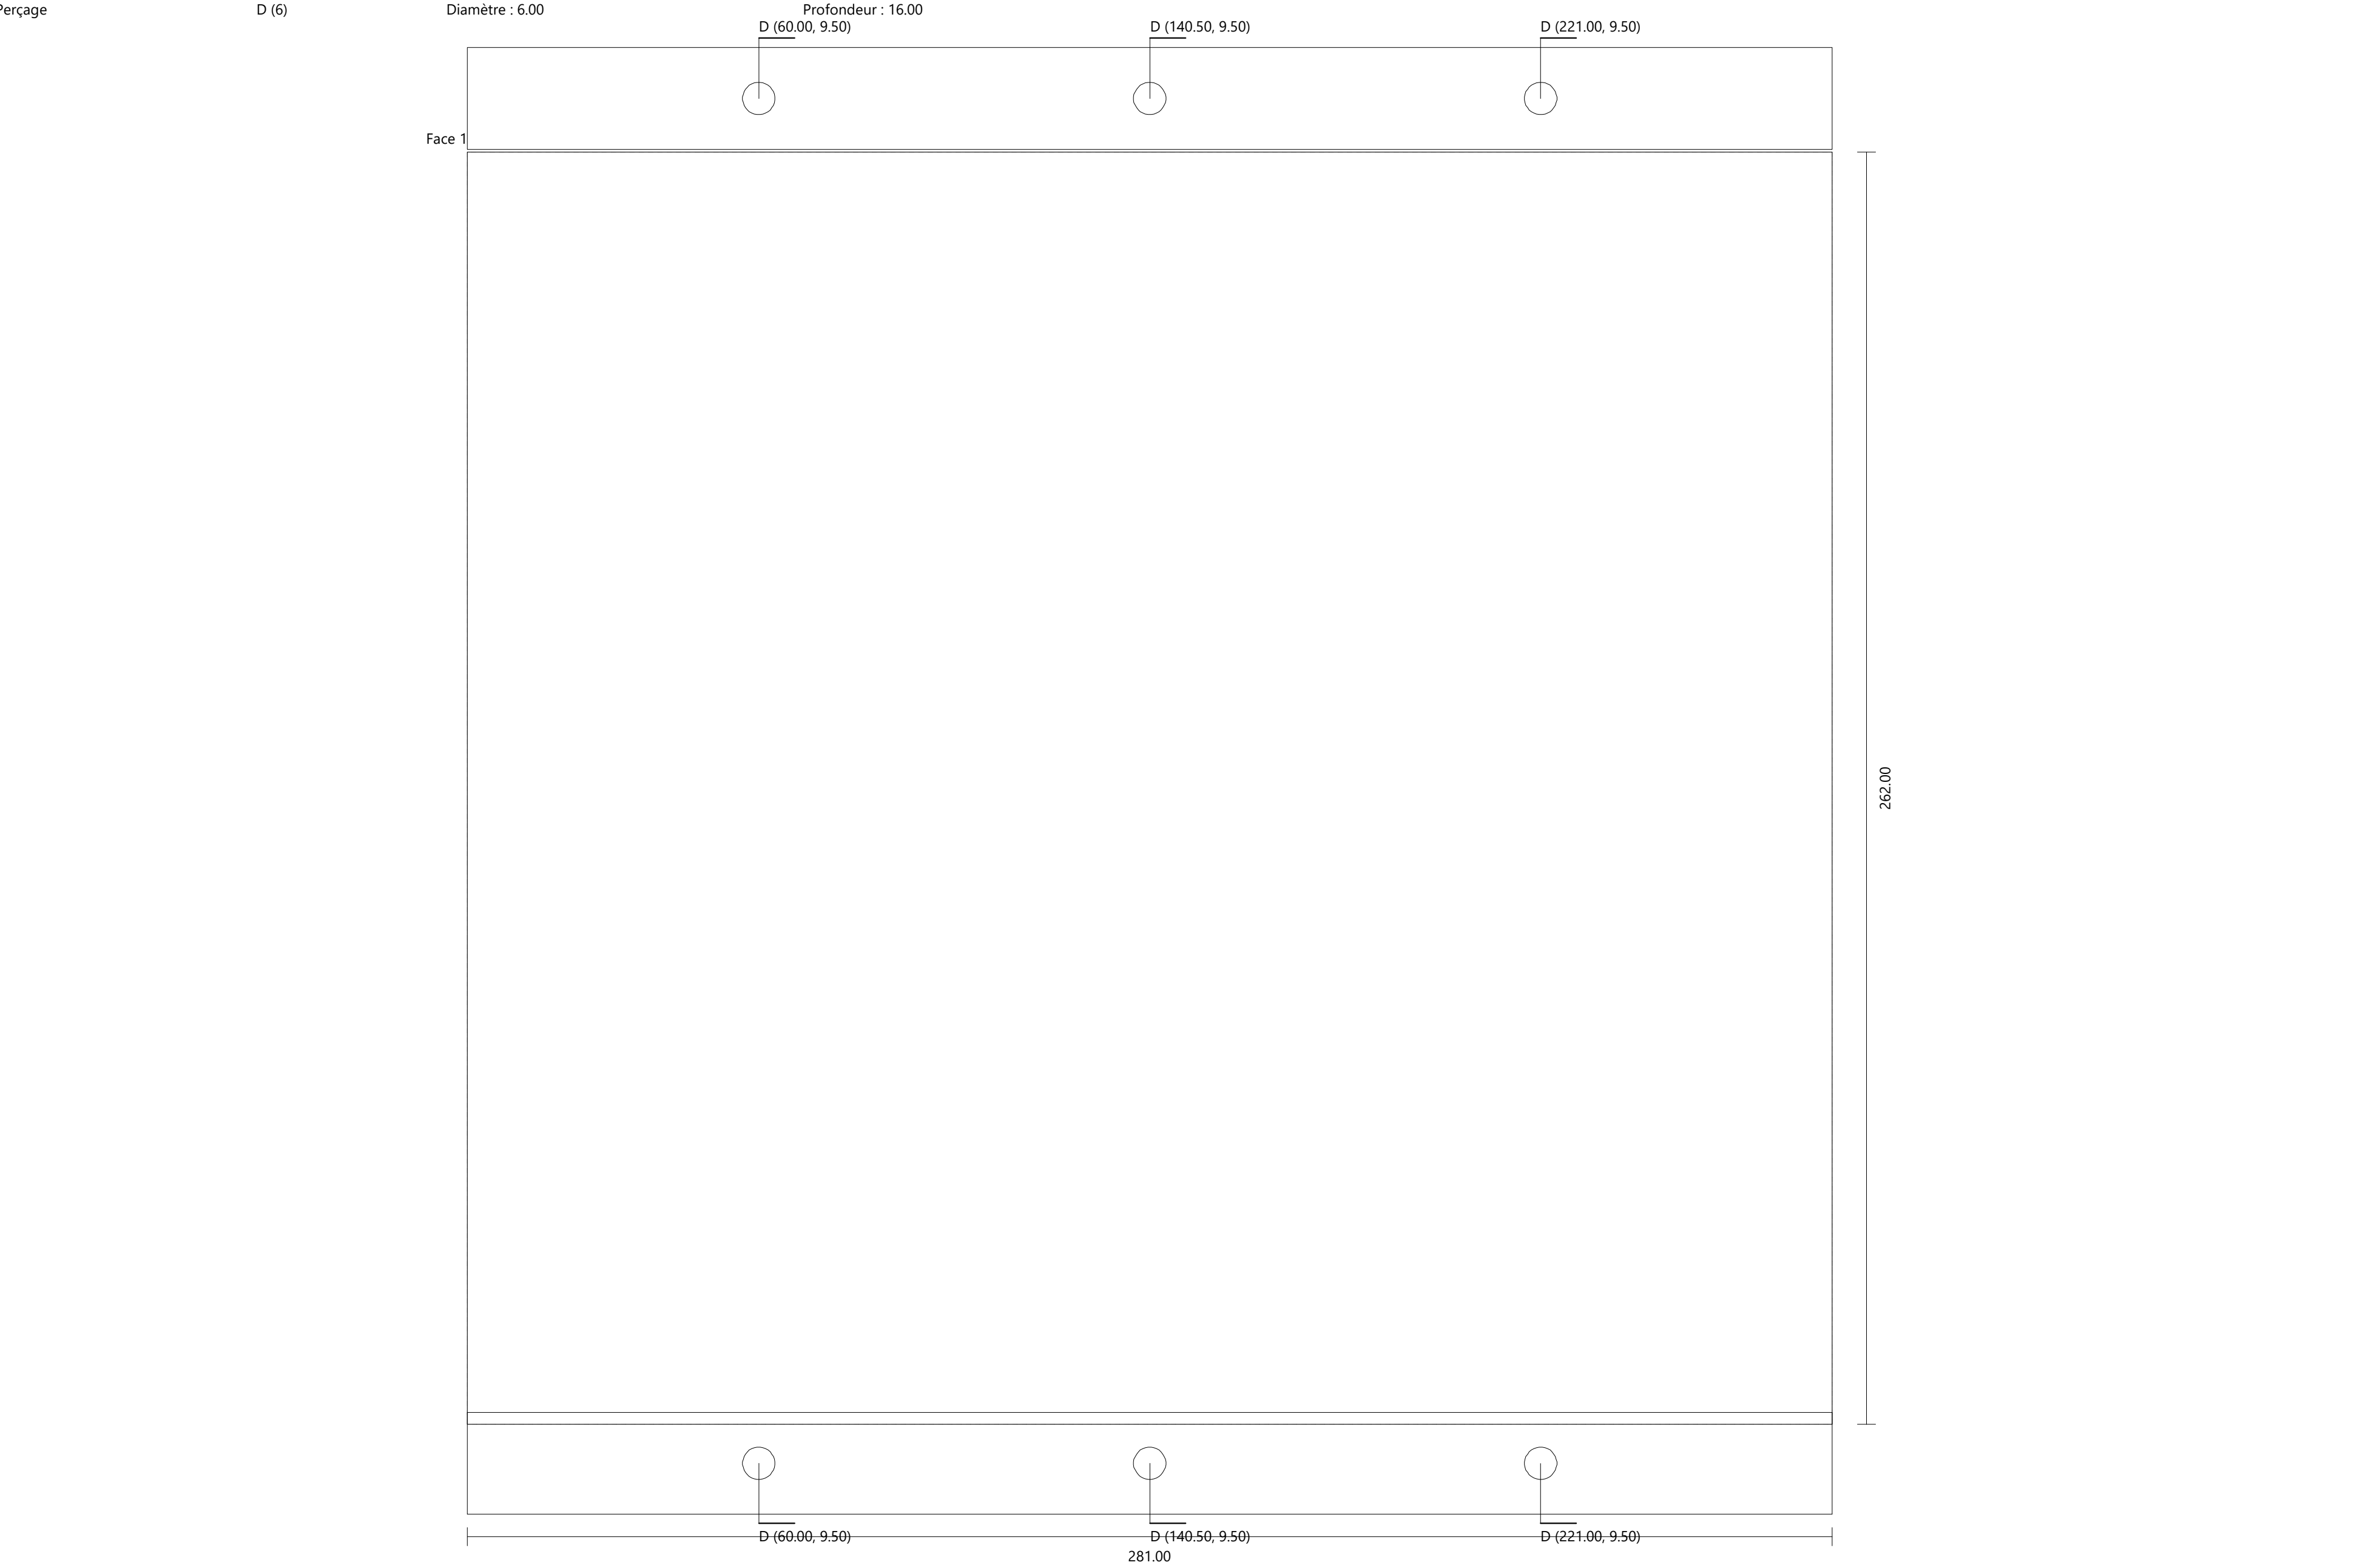 Perçage D (6) Diamètre : 6.00 Profondeur : 16.00
D (60.00, 9.50) D (140.50, 9.50) D (221.00, 9.50)
Face 1
262.00
D (60.00, 9.50) D (140.50, 9.50) D (221.00, 9.50)
281.00